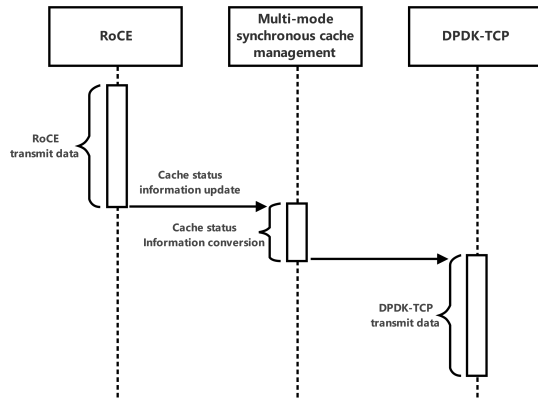 RoCE
Multi-mode
synchronous cache
management
DPDK-TCP
RoCE
transmit data
Cache status
information update
Cache status
Information conversion
DPDK-TCP
transmit data